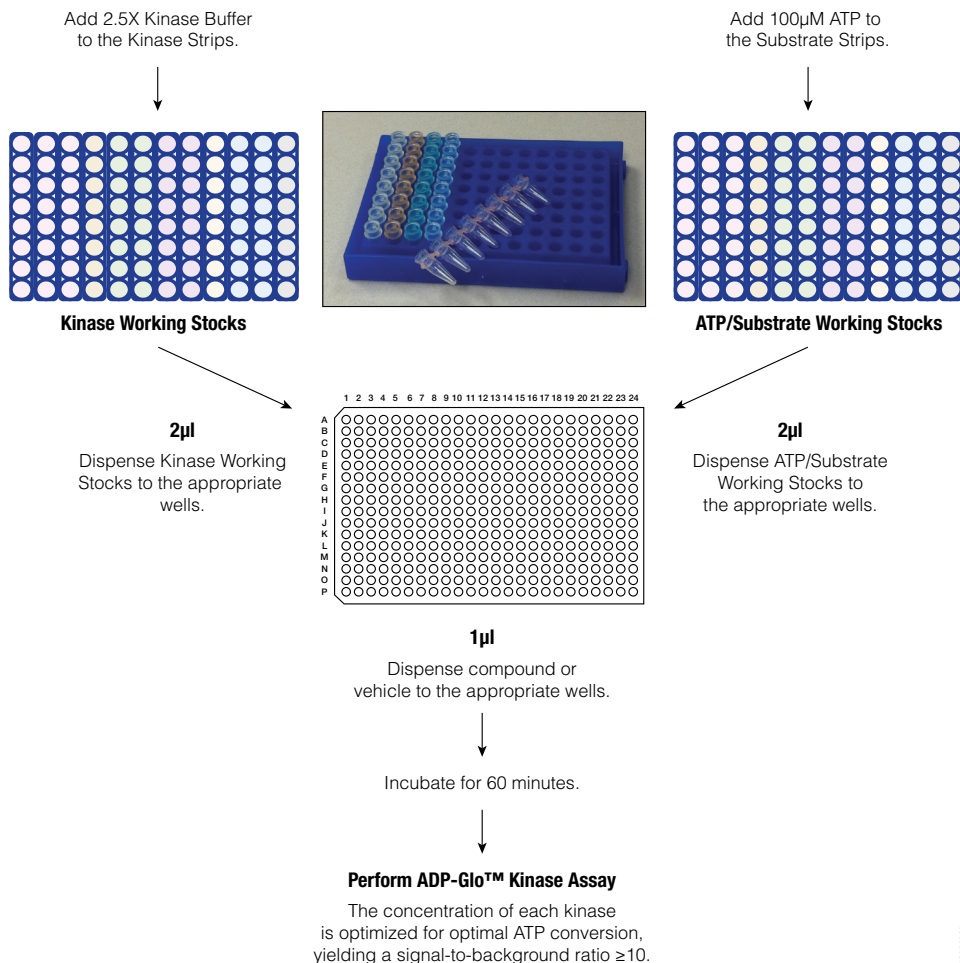 Add 2.5X Kinase Buffer
to the Kinase Strips.
Add 100µM ATP to
the Substrate Strips.
Kinase Working Stocks
ATP/Substrate Working Stocks
2µl
Dispense Kinase Working
Stocks to the appropriate
wells.
2µl
Dispense ATP/Substrate
Working Stocks to
the appropriate wells.
1 2 3 4 5 6 7 8 9 10 11 12 13 14 15 16 17 18 19 20 21 22 23 24
A
B
C
D
E
F
G
H
I
J
K
L
M
N
O
P
1µl
Dispense compound or
vehicle to the appropriate wells.
Incubate for 60 minutes.
Perform ADP-Glo™ Kinase Assay
The concentration of each kinase
is optimized for optimal ATP conversion,
yielding a signal-to-background ratio ≥10.